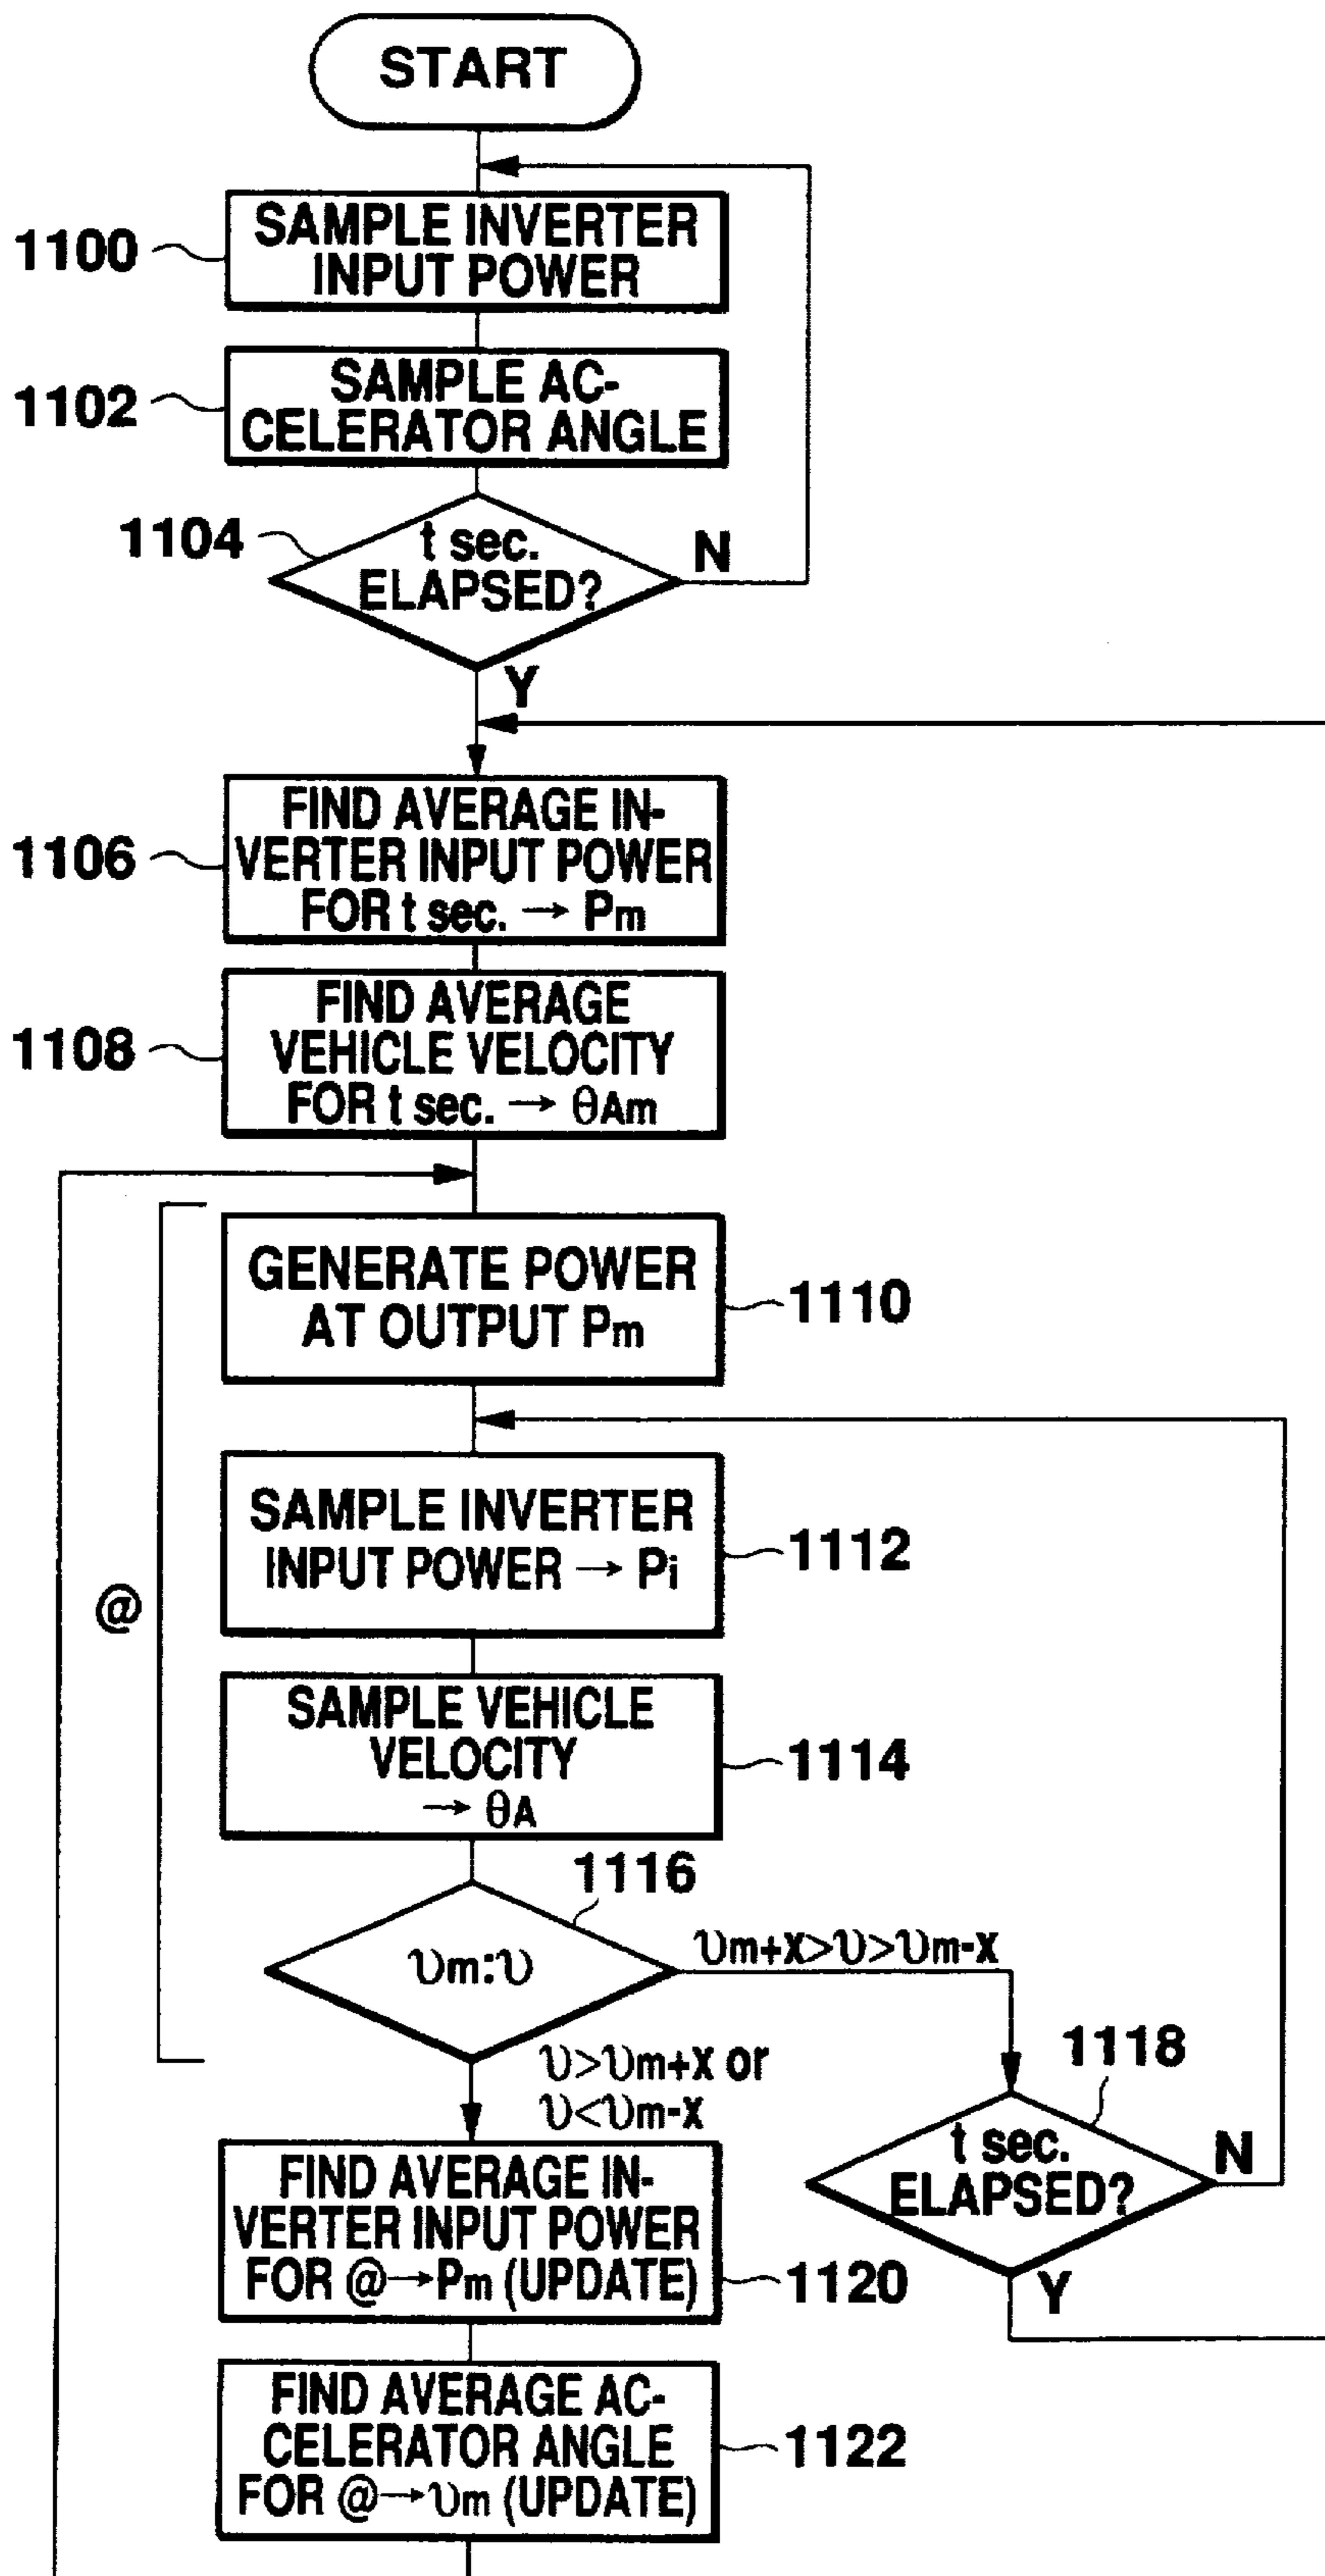 START
1100
SAMPLE INVERTER
INPUT POWER
1102
SAMPLE AC-
CELERATOR ANGLE
1104
t sec.
ELAPSED?
N
Y
1106
FIND AVERAGE IN-
VERTER INPUT POWER
FOR t sec. → Pm
1108
FIND AVERAGE
VEHICLE VELOCITY
FOR t sec. → θAm
GENERATE POWER
AT OUTPUT Pm
1110
SAMPLE INVERTER
INPUT POWER → Pi
1112
@
SAMPLE VEHICLE
VELOCITY
→ θA
1114
1116
υm:υ
υm+x>υ>υm-x
υ>υm+x or
υ<υm-x
1118
t sec.
ELAPSED?
N
Y
FIND AVERAGE IN-
VERTER INPUT POWER
FOR @→Pm (UPDATE)
1120
FIND AVERAGE AC-
CELERATOR ANGLE
FOR @→υm (UPDATE)
1122